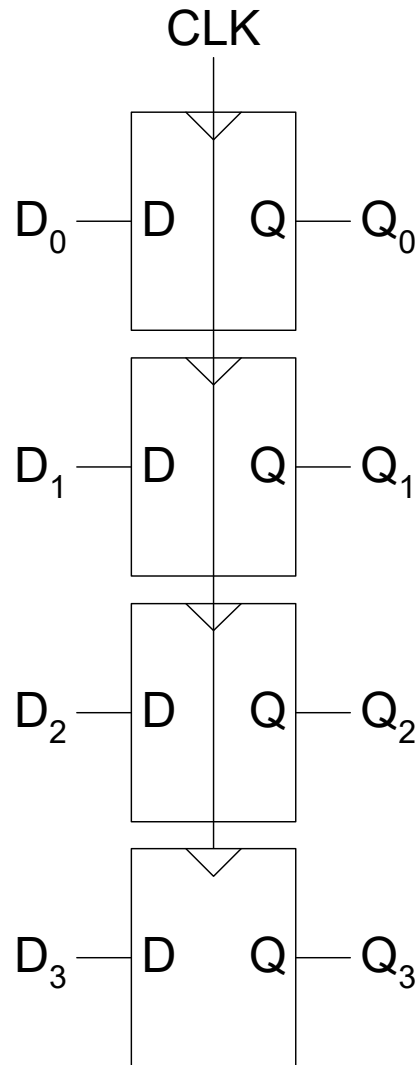 CLK
D₀ D Q Q₀
D₁ D Q Q₁
D₂ D Q Q₂
D₃ D Q Q₃